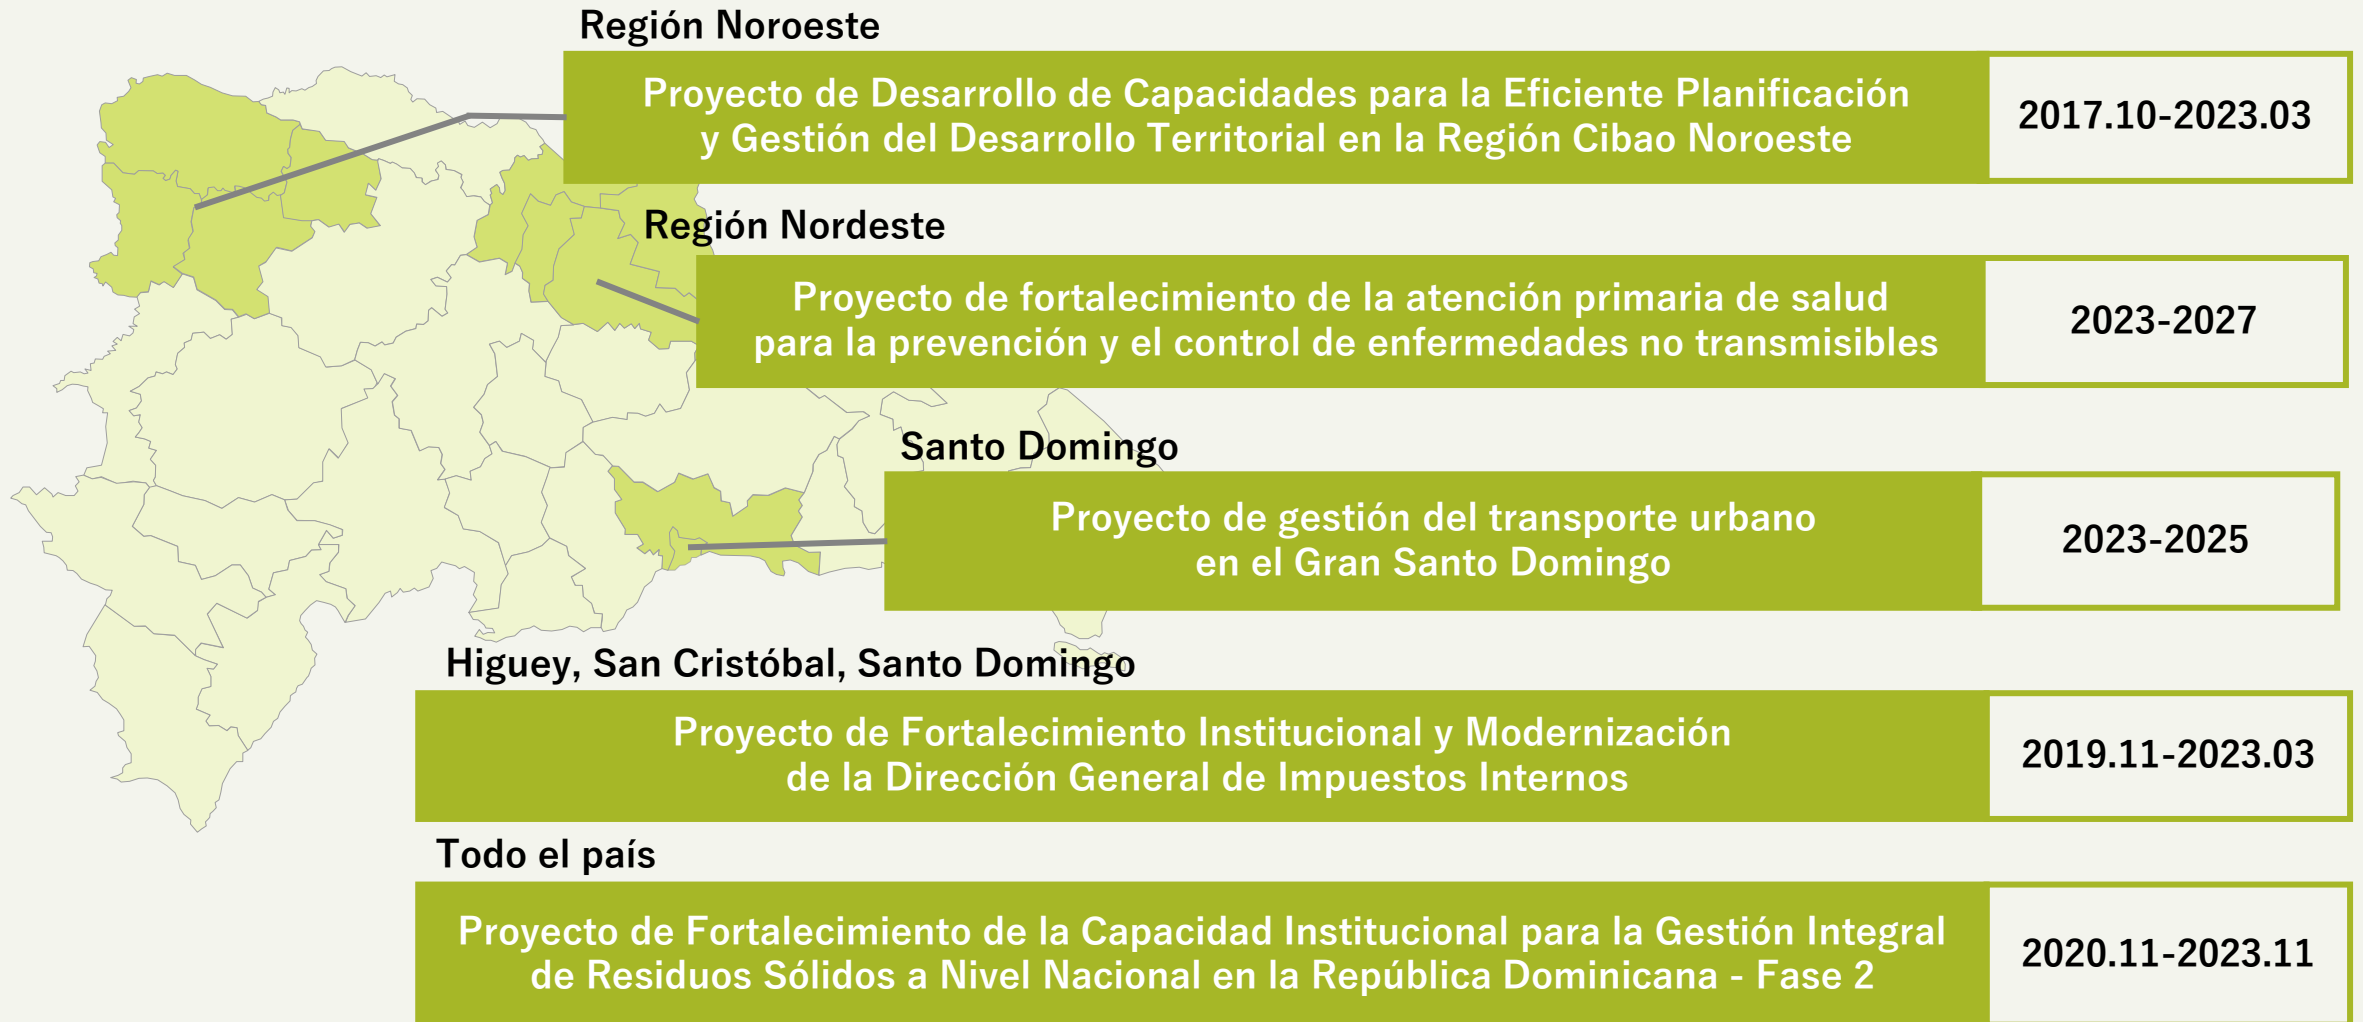 Región Noroeste
Proyecto de Desarrollo de Capacidades para la Eficiente Planificación
y Gestión del Desarrollo Territorial en la Región Cibao Noroeste
2017.10-2023.03
Región Nordeste
Proyecto de fortalecimiento de la atención primaria de salud
para la prevención y el control de enfermedades no transmisibles
2023-2027
Santo Domingo
Proyecto de gestión del transporte urbano
en el Gran Santo Domingo
2023-2025
Higuey, San Cristóbal, Santo Domingo
Proyecto de Fortalecimiento Institucional y Modernización
de la Dirección General de Impuestos Internos
2019.11-2023.03
Todo el país
Proyecto de Fortalecimiento de la Capacidad Institucional para la Gestión Integral
de Residuos Sólidos a Nivel Nacional en la República Dominicana - Fase 2
2020.11-2023.11